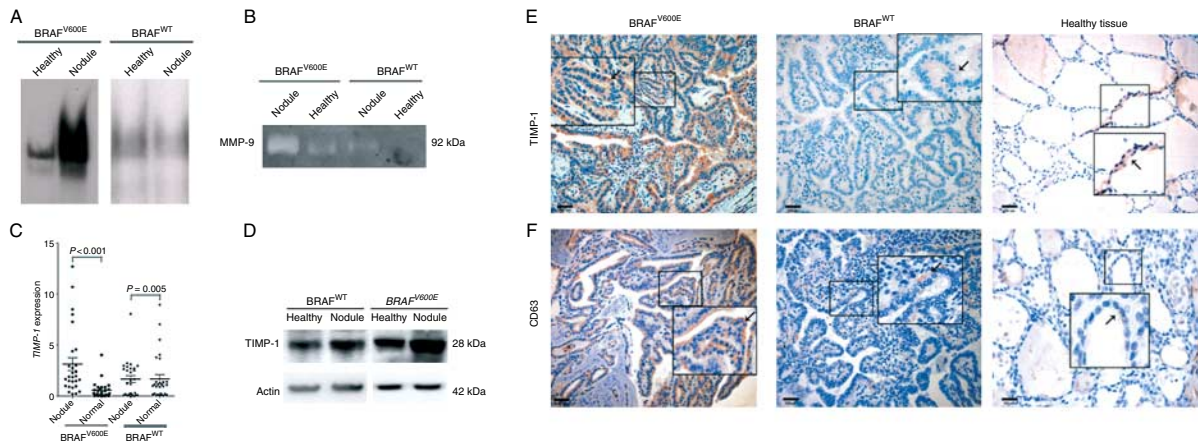 A
BRAFV600E
BRAFWT
Healthy
Nodule
Healthy
Nodule
B
BRAFV600E
BRAFWT
Nodule
Healthy
Nodule
Healthy
MMP-9
92 kDa
C
15
10
5
0
TIMP-1 expression
P<0.001
P=0.005
Nodule
Normal
Nodule
Normal
BRAFV600E
BRAFWT
D
BRAFWT
BRAFV600E
Healthy
Nodule
Healthy
Nodule
TIMP-1
28 kDa
Actin
42 kDa
E
BRAFV600E
BRAFWT
Healthy tissue
TIMP-1
F
CD63